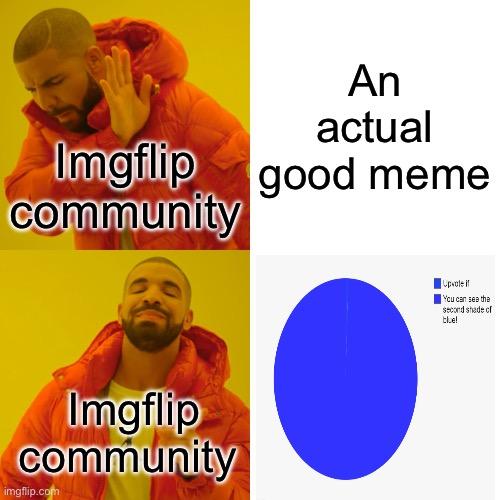 Imgflip
community
An
actual
good meme
Imgflip
community
Upvote if
You can see the
second shade of
blue!
imgflip.com